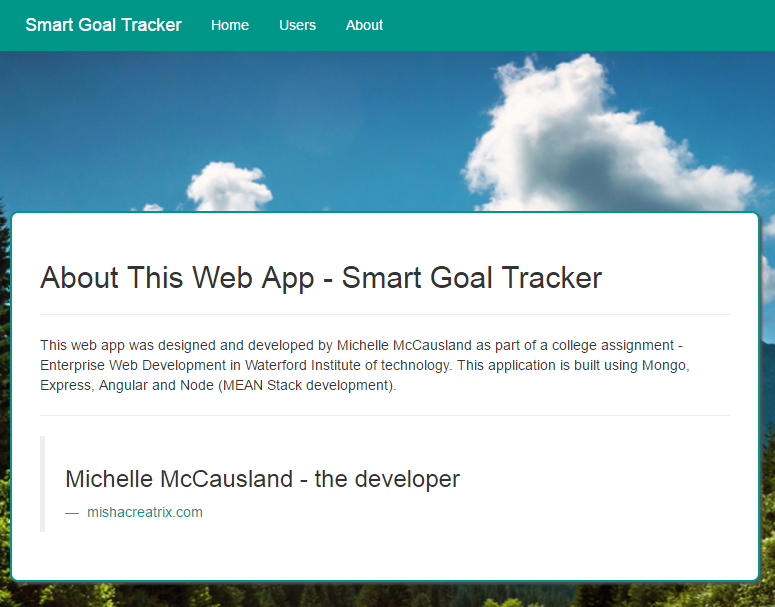 Smart Goal Tracker Home Users About
About This Web App - Smart Goal Tracker
This web app was designed and developed by Michelle McCausland as part of a college assignment -
Enterprise Web Development in Waterford Institute of technology. This application is built using Mongo,
Express, Angular and Node (MEAN Stack development).
Michelle McCausland - the developer
— mishacreatrix.com